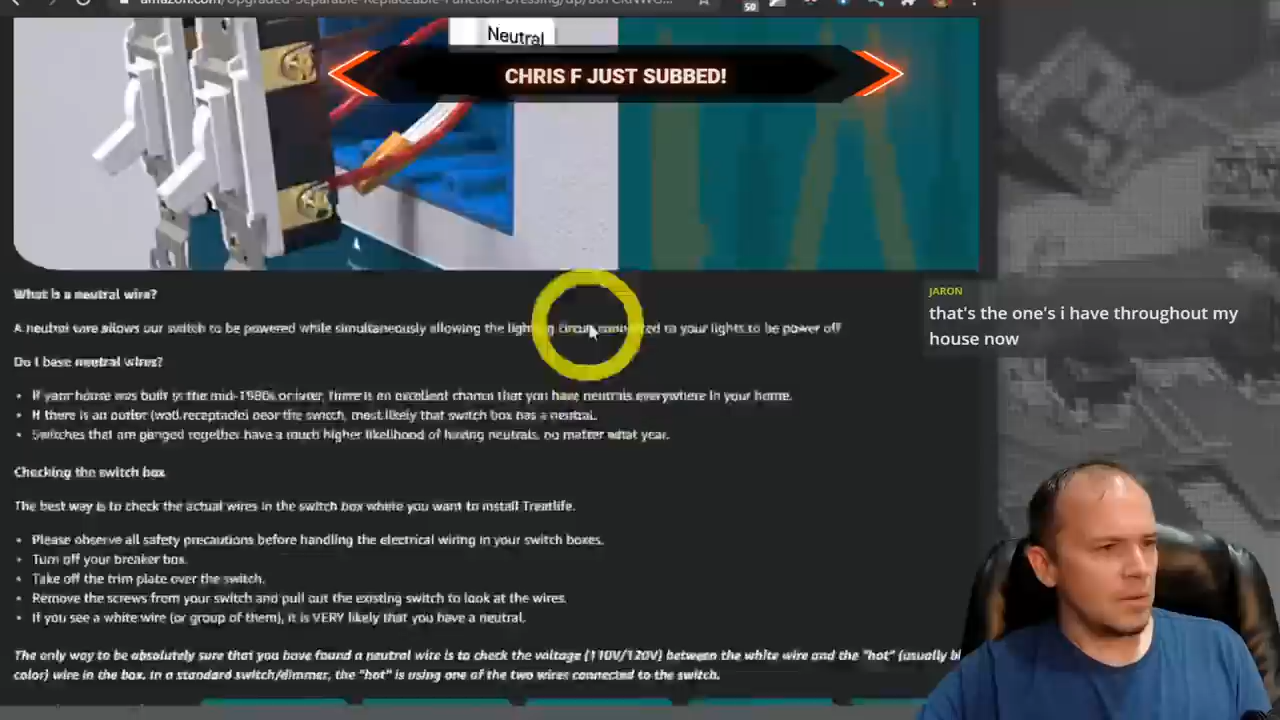 Neutral
CHRIS F JUST SUBBED!
JARON
that's the one's i have throughout my
house now
What is a neutral wire?
A neutral wire allows our switch to be powered while simultaneously allowing the lighting circuit connected to your lights to be power off
Do I have neutral wires?
• If your house was built in the mid-1980s or later, There is an excellent chance that you have neutrals everywhere in your home.
• If there is an outlet (wall receptacle) near the switch, most likely that switch box has a neutral.
• Switches that are ganged together have a much higher likelihood of having neutrals, no matter what year.
Checking the switch box
The best way is to check the actual wires in the switch box where you want to install Treatlife.
• Please observe all safety precautions before handling the electrical wiring in your switch boxes.
• Turn off your breaker box.
• Take off the trim plate over the switch.
• Remove the screws from your switch and pull out the existing switch to look at the wires.
• If you see a white wire (or group of them), it is VERY likely that you have a neutral.
The only way to be absolutely sure that you have found a neutral wire is to check the voltage (110V/120V) between the white wire and the "hot" (usually bl
color) wire in the box. In a standard switch/dimmer, the "hot" is using one of the two wires connected to the switch.
50